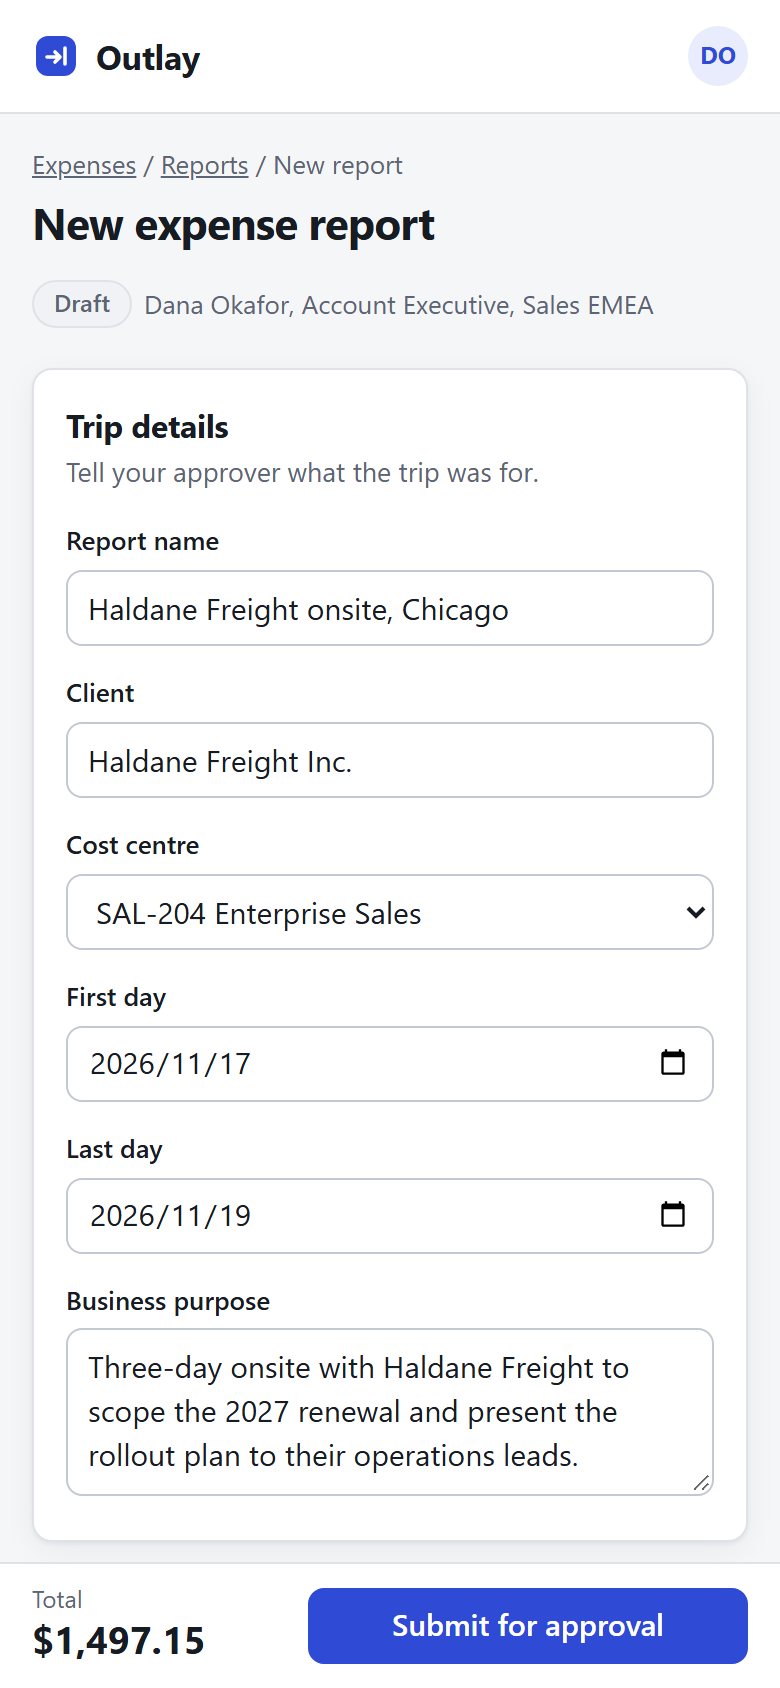 Outlay
DO
Expenses / Reports / New report
New expense report
Draft
Dana Okafor, Account Executive, Sales EMEA
Trip details
Tell your approver what the trip was for.
Report name
Haldane Freight onsite, Chicago
Client
Haldane Freight Inc.
Cost centre
SAL-204 Enterprise Sales
First day
2026/11/17
Last day
2026/11/19
Business purpose
Three-day onsite with Haldane Freight to
scope the 2027 renewal and present the
rollout plan to their operations leads.
Total
$1,497.15
Submit for approval